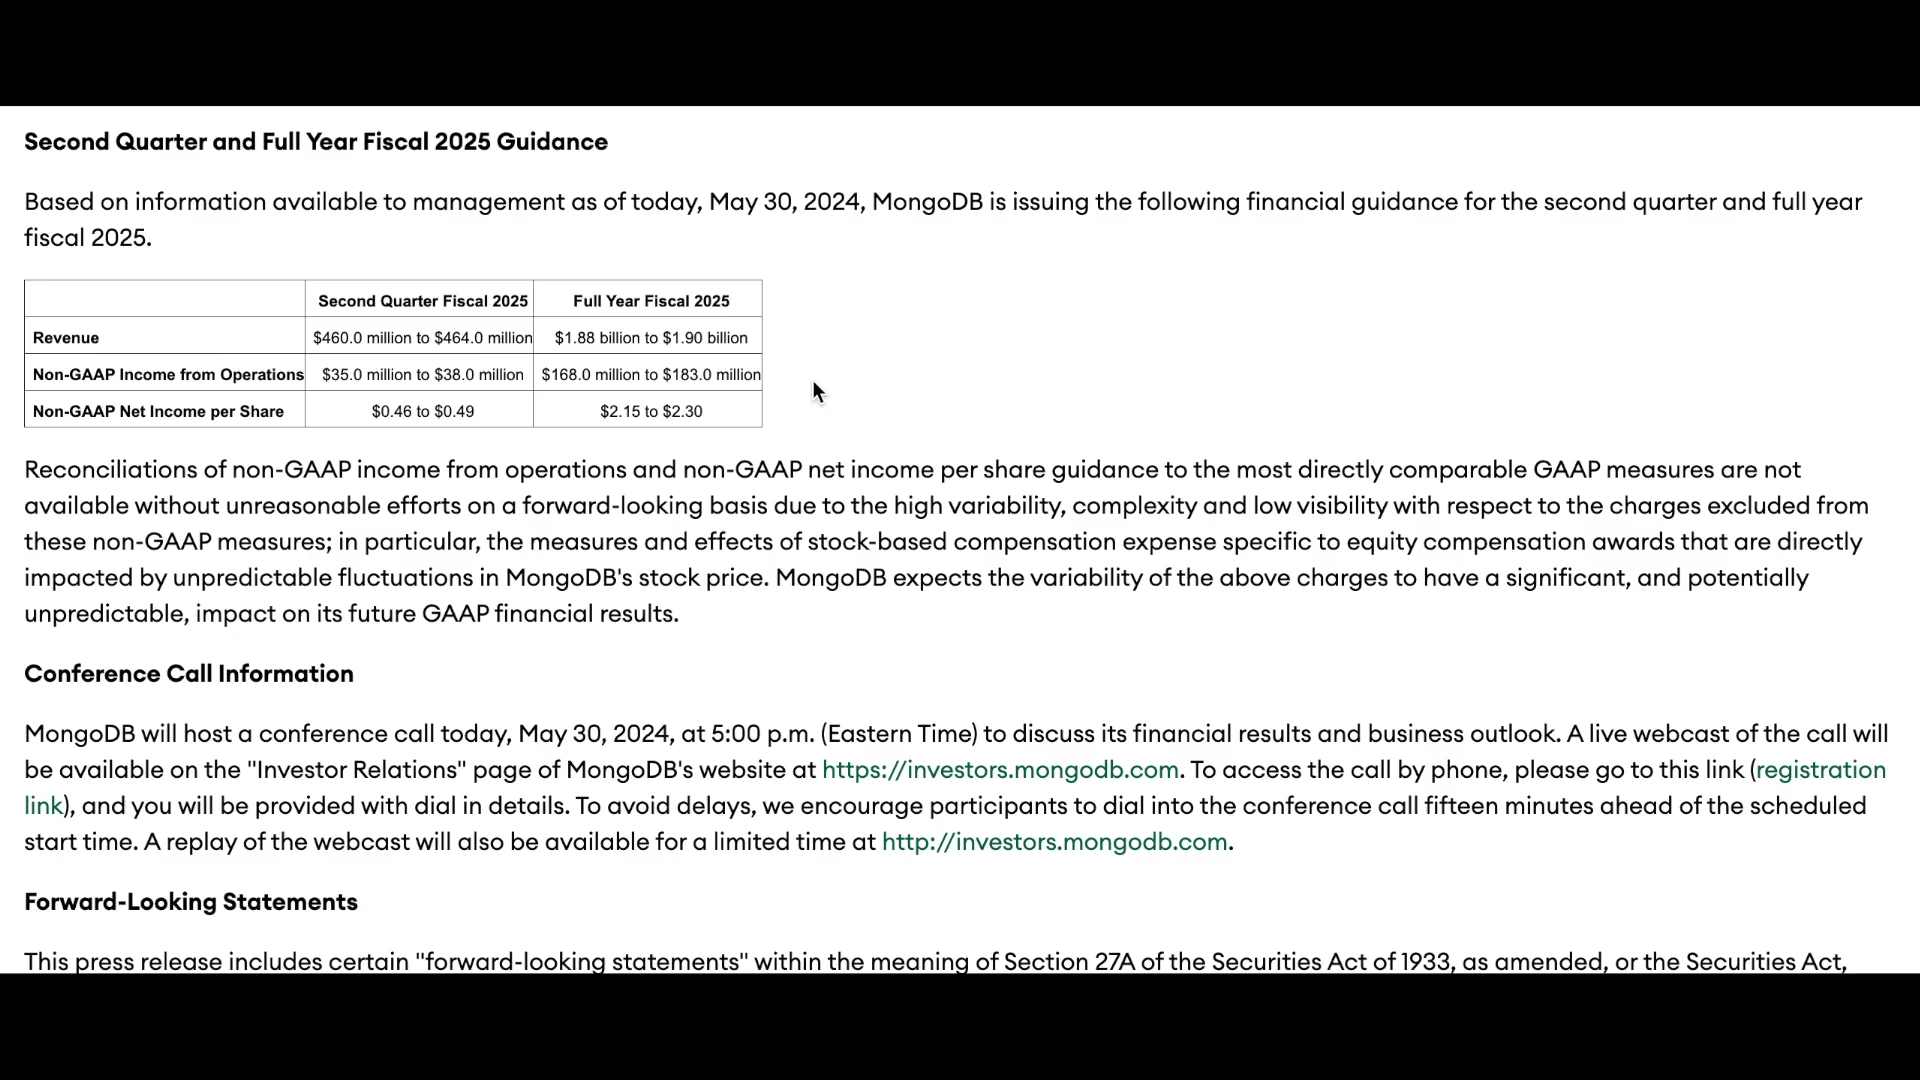 Second Quarter and Full Year Fiscal 2025 Guidance
Based on information available to management as of today, May 30, 2024, MongoDB is issuing the following financial guidance for the second quarter and full year
fiscal 2025.
Second Quarter Fiscal 2025 Full Year Fiscal 2025
Revenue $460.0 million to $464.0 million $1.88 billion to $1.90 billion
Non-GAAP Income from Operations $35.0 million to $38.0 million $168.0 million to $183.0 million
Non-GAAP Net Income per Share $0.46 to $0.49 $2.15 to $2.30
Reconciliations of non-GAAP income from operations and non-GAAP net income per share guidance to the most directly comparable GAAP measures are not
available without unreasonable efforts on a forward-looking basis due to the high variability, complexity and low visibility with respect to the charges excluded from
these non-GAAP measures; in particular, the measures and effects of stock-based compensation expense specific to equity compensation awards that are directly
impacted by unpredictable fluctuations in MongoDB's stock price. MongoDB expects the variability of the above charges to have a significant, and potentially
unpredictable, impact on its future GAAP financial results.
Conference Call Information
MongoDB will host a conference call today, May 30, 2024, at 5:00 p.m. (Eastern Time) to discuss its financial results and business outlook. A live webcast of the call will
be available on the "Investor Relations" page of MongoDB's website at https://investors.mongodb.com. To access the call by phone, please go to this link (registration
link), and you will be provided with dial in details. To avoid delays, we encourage participants to dial into the conference call fifteen minutes ahead of the scheduled
start time. A replay of the webcast will also be available for a limited time at http://investors.mongodb.com.
Forward-Looking Statements
This press release includes certain "forward-looking statements" within the meaning of Section 27A of the Securities Act of 1933, as amended, or the Securities Act,